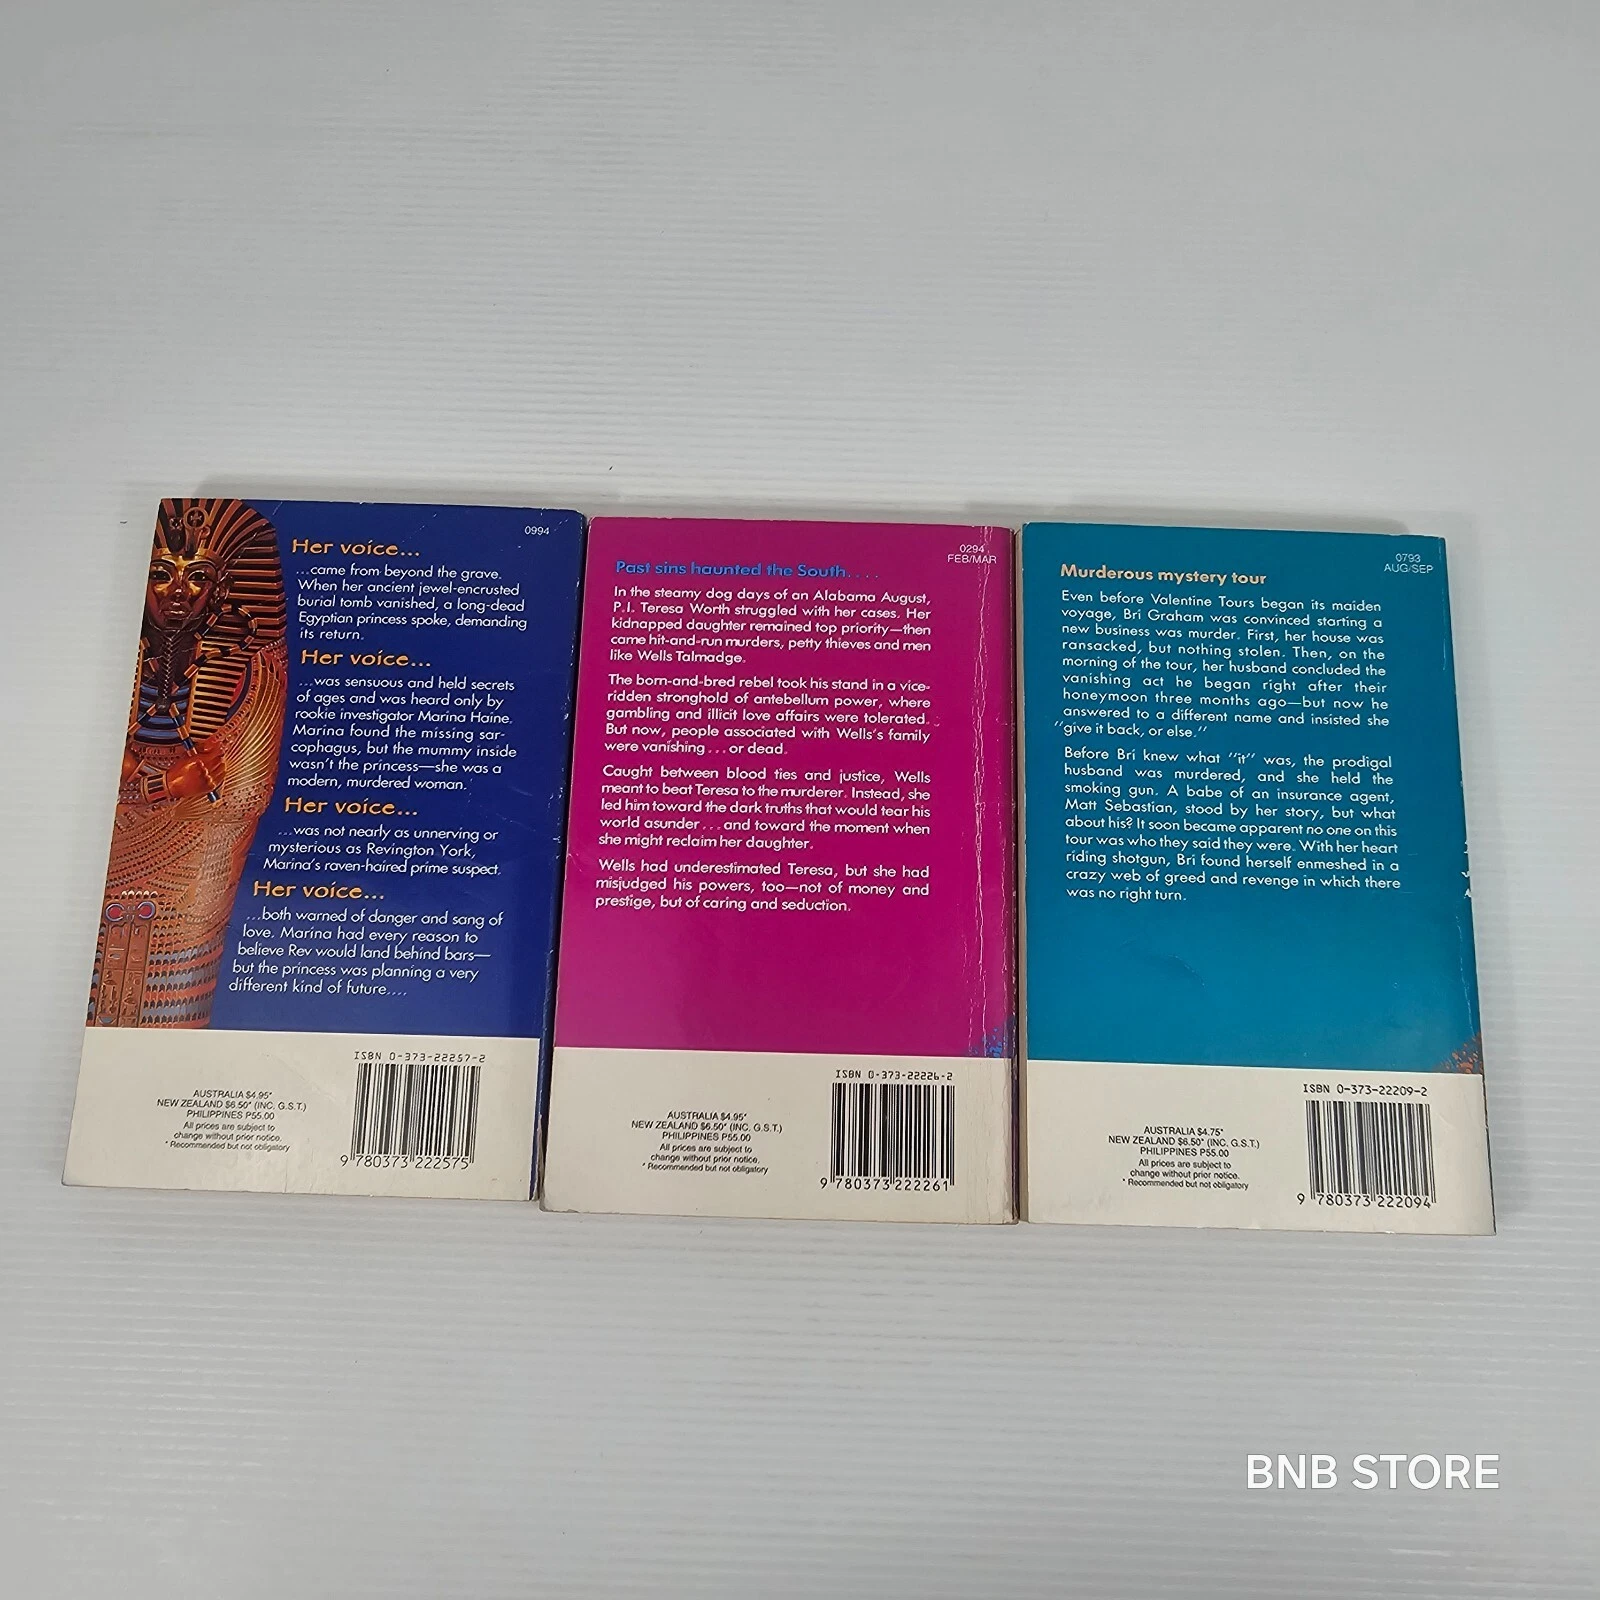 0994
Her voice...
...came from beyond the grave.
When her ancient jewel-encrusted
burial tomb vanished, a long-dead
Egyptian princess spoke, demanding
its return.
Her voice...
...was sensuous and held secrets
of ages and was heard only by
rookie investigator Marina Haine.
Marina found the missing sar-
cophagus, but the mummy inside
wasn't the princess—she was a
modern, murdered woman.
Her voice...
...was not nearly as unnerving or
mysterious as Revington York,
Marina's raven-haired prime suspect.
Her voice...
...both warned of danger and sang of
love. Marina had every reason to
believe Rev would land behind bars—
but the princess was planning a very
different kind of future....
ISBN 0-373-22257-2
AUSTRALIA $4.95*
NEW ZEALAND $6.50* (INC. G.S.T.)
PHILIPPINES P55.00
All prices are subject to
change without prior notice.
* Recommended but not obligatory
9 780373 222575
0294
FEB/MAR
Past sins haunted the South....
In the steamy dog days of an Alabama August,
P.I. Teresa Worth struggled with her cases. Her
kidnapped daughter remained top priority—then
came hit-and-run murders, petty thieves and men
like Wells Talmadge.
The born-and-bred rebel took his stand in a vice-
ridden stronghold of antebellum power, where
gambling and illicit love affairs were tolerated.
But now, people associated with Wells's family
were vanishing...or dead.
Caught between blood ties and justice, Wells
meant to beat Teresa to the murderer. Instead, she
led him toward the dark truths that would tear his
world asunder...and toward the moment when
she might reclaim her daughter.
Wells had underestimated Teresa, but she had
misjudged his powers, too—not of money and
prestige, but of caring and seduction.
ISBN 0-373-22226-2
AUSTRALIA $4.95*
NEW ZEALAND $6.50* (INC. G.S.T.)
PHILIPPINES P55.00
All prices are subject to
change without prior notice.
* Recommended but not obligatory
9 780373 222261
0793
AUG/SEP
Murderous mystery tour
Even before Valentine Tours began its maiden
voyage, Bri Graham was convinced starting a
new business was murder. First, her house was
ransacked, but nothing stolen. Then, on the
morning of the tour, her husband concluded the
vanishing act he began right after their
honeymoon three months ago—but now he
answered to a different name and insisted she
"give it back, or else."
Before Bri knew what "it" was, the prodigal
husband was murdered, and she held the
smoking gun. A babe of an insurance agent,
Matt Sebastian, stood by her story, but what
about his? It soon became apparent no one on this
tour was who they said they were. With her heart
riding shotgun, Bri found herself enmeshed in a
crazy web of greed and revenge in which there
was no right turn.
ISBN 0-373-22209-2
AUSTRALIA $4.75*
NEW ZEALAND $6.50* (INC. G.S.T.)
PHILIPPINES P55.00
All prices are subject to
change without prior notice.
* Recommended but not obligatory
9 780373 222094
BNB STORE